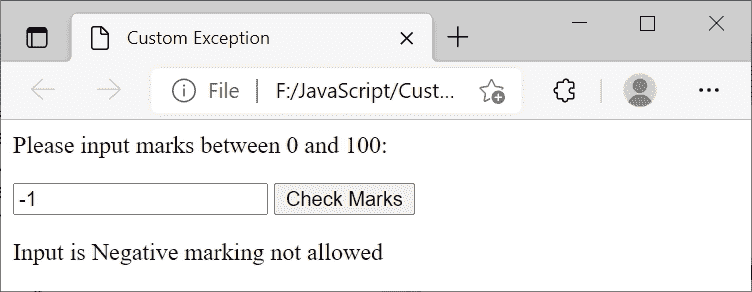 Custom Exception
File F:/JavaScript/Cust...
Please input marks between 0 and 100:
-1 Check Marks
Input is Negative marking not allowed